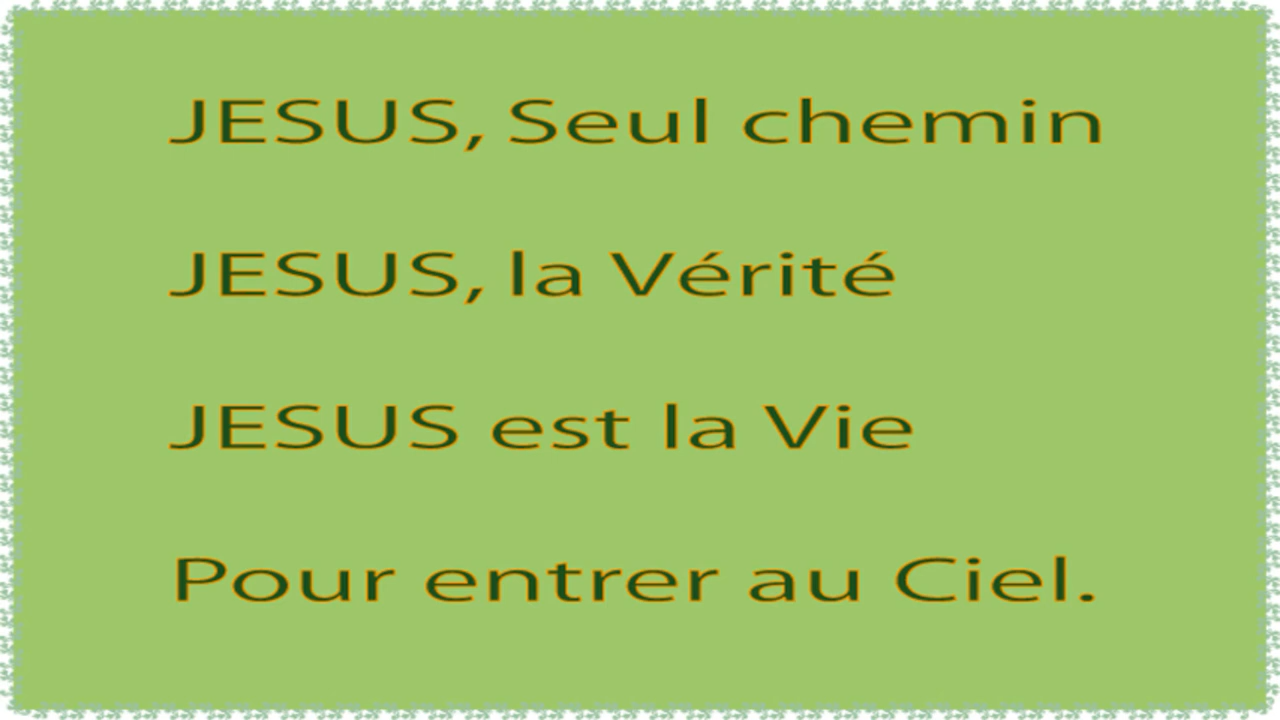 JESUS, Seul chemin
JESUS, la Vérité
JESUS est la Vie
Pour entrer au Ciel.